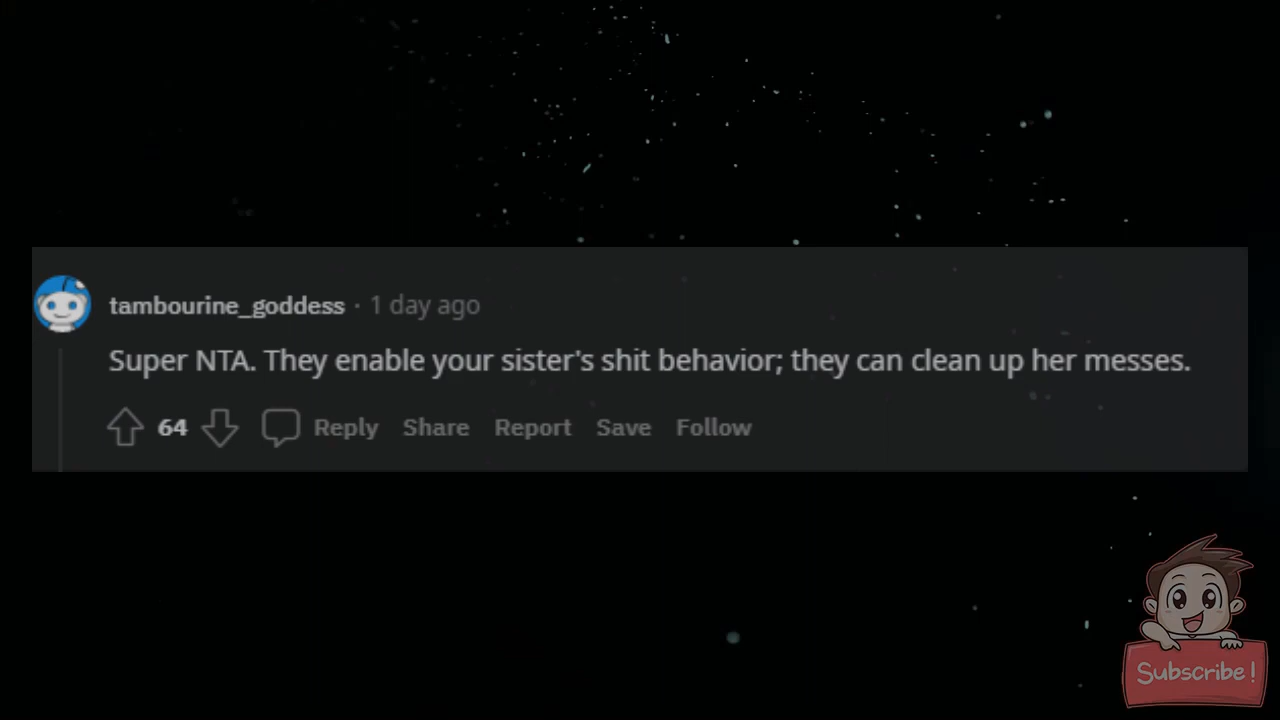 tambourine_goddess · 1 day ago
Super NTA. They enable your sister's shit behavior; they can clean up her messes.
64 Reply Share Report Save Follow
Subscribe!